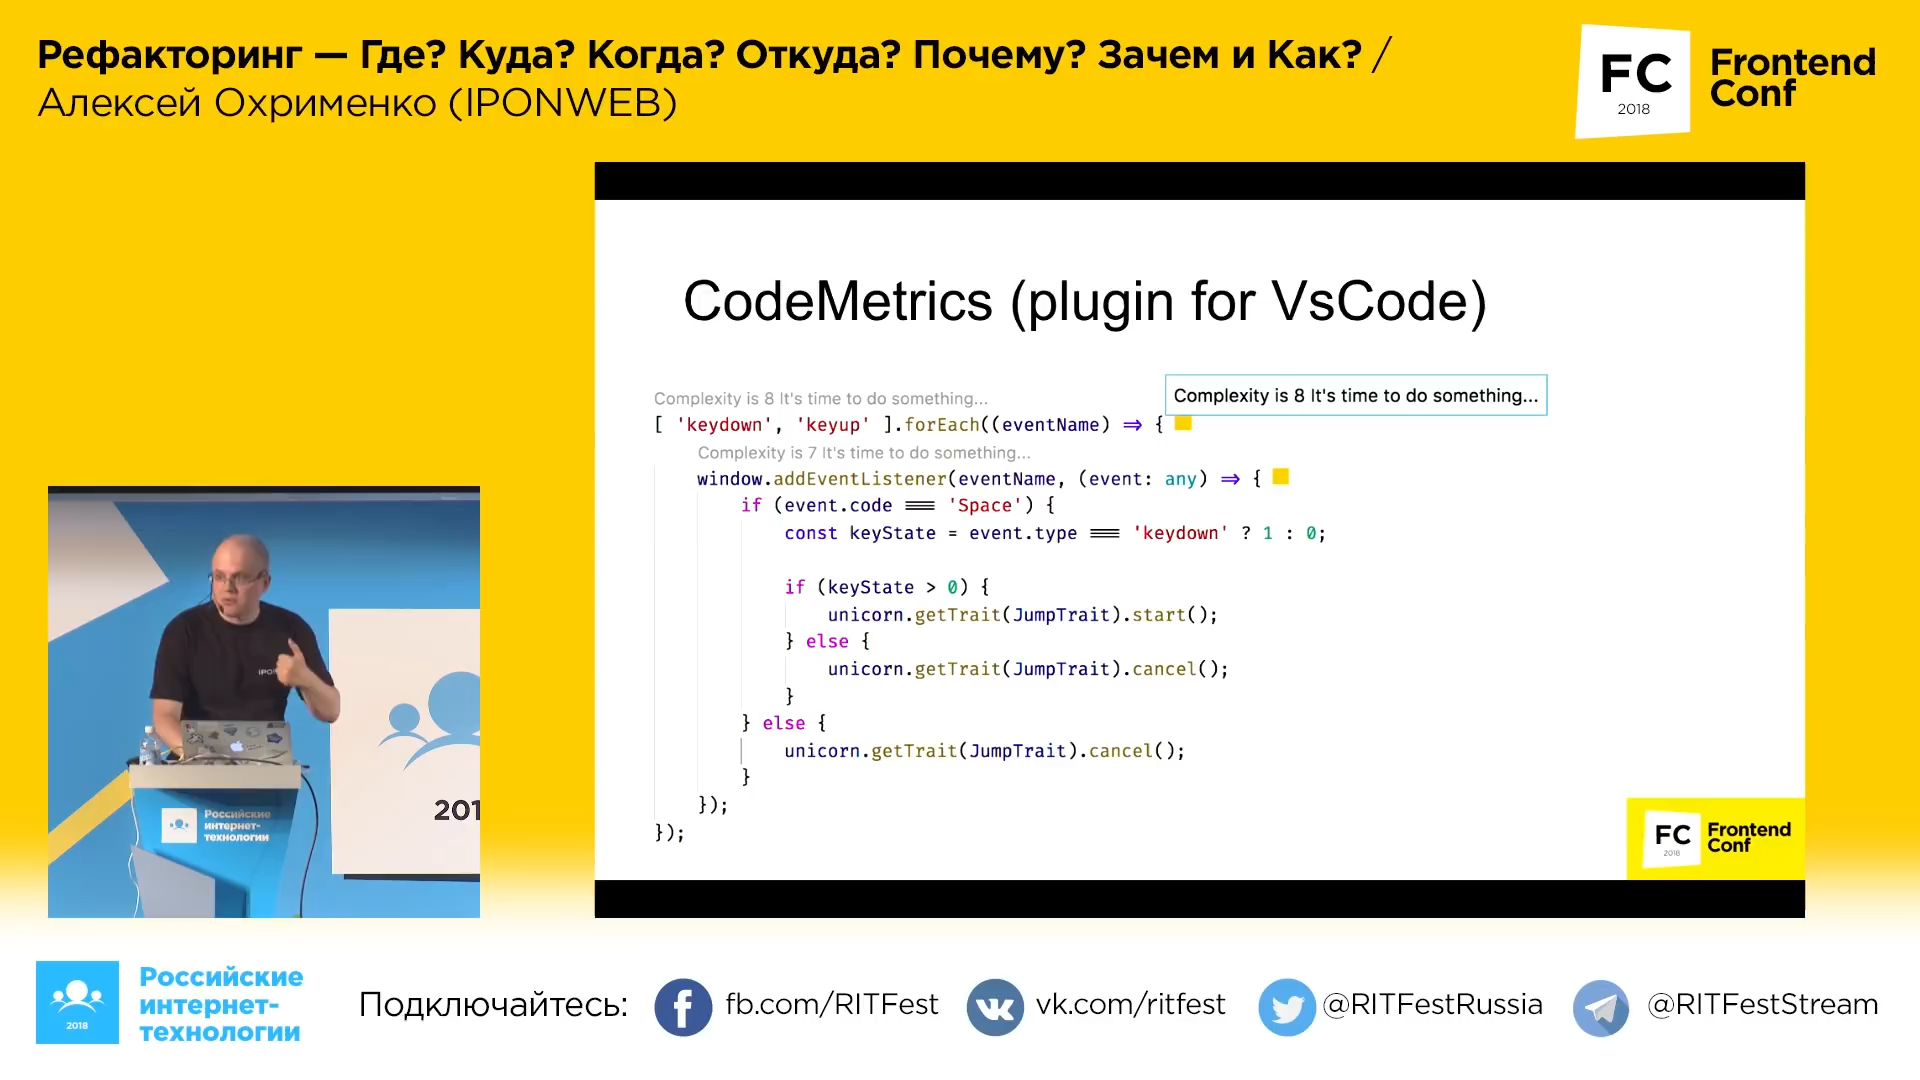 Рефакторинг — Где? Куда? Когда? Откуда? Почему? Зачем и Как? /
Алексей Охрименко (IPONWEB)
FC
2018
Frontend
Conf
CodeMetrics (plugin for VsCode)
Complexity is 8 It's time to do something...
Complexity is 8 It's time to do something...
[ 'keydown', 'keyup' ].forEach((eventName) => {
Complexity is 7 It's time to do something...
window.addEventListener(eventName, (event: any) => {
if (event.code === 'Space') {
const keyState = event.type === 'keydown' ? 1 : 0;
if (keyState > 0) {
unicorn.getTrait(JumpTrait).start();
} else {
unicorn.getTrait(JumpTrait).cancel();
}
} else {
unicorn.getTrait(JumpTrait).cancel();
}
});
});
FC
2018
Frontend
Conf
201
Российские
интернет-
технологии
2018
Российские
интернет-
технологии
Подключайтесь:
fb.com/RITFest
vk.com/ritfest
@RITFestRussia
@RITFestStream